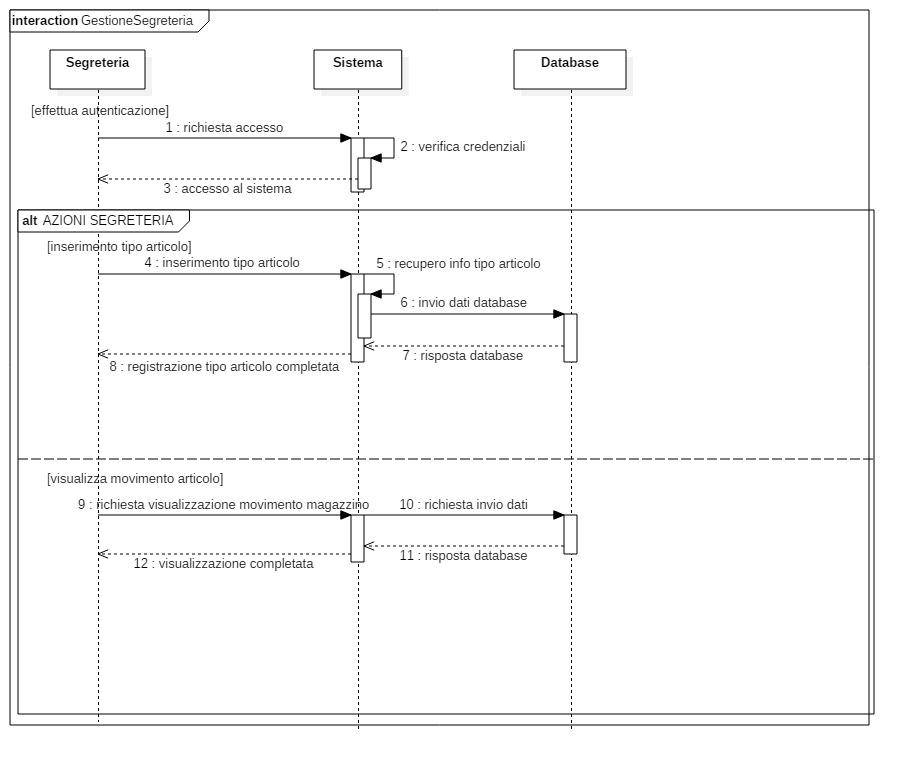 interaction GestioneSegreteria
Segreteria
Sistema
Database
[effettua autenticazione]
1 : richiesta accesso
2 : verifica credenziali
3 : accesso al sistema
alt AZIONI SEGRETERIA
[inserimento tipo articolo]
4 : inserimento tipo articolo
5 : recupero info tipo articolo
6 : invio dati database
7 : risposta database
8 : registrazione tipo articolo completata
[visualizza movimento articolo]
9 : richiesta visualizzazione movimento magazzino
10 : richiesta invio dati
11 : risposta database
12 : visualizzazione completata